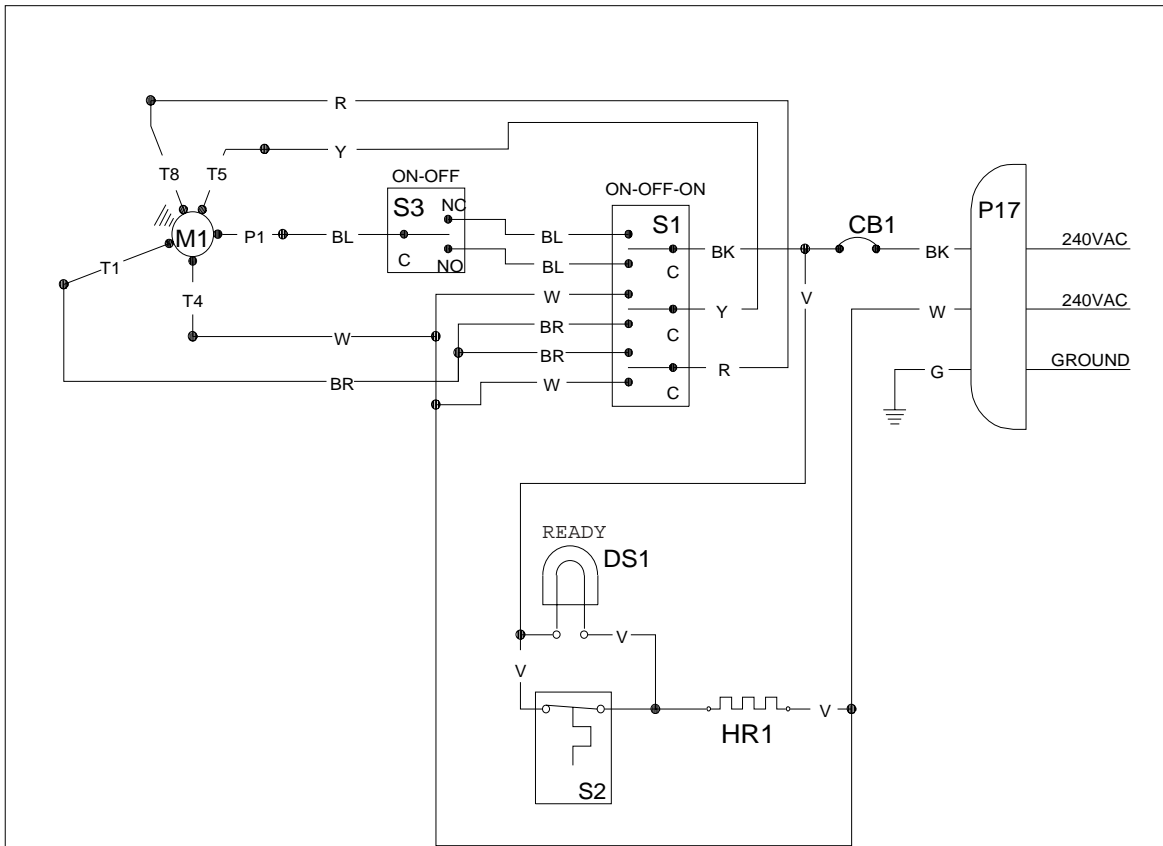 R
Y
T8
T5
ON-OFF
ON-OFF-ON
S3
NC
S1
P17
CB1
M1
P1
BL
BL
BK
BK
240VAC
C
NO
BL
C
T1
V
W
Y
W
240VAC
T4
BR
C
W
BR
R
G
GROUND
BR
W
C
READY
DS1
V
V
V
HR1
S2